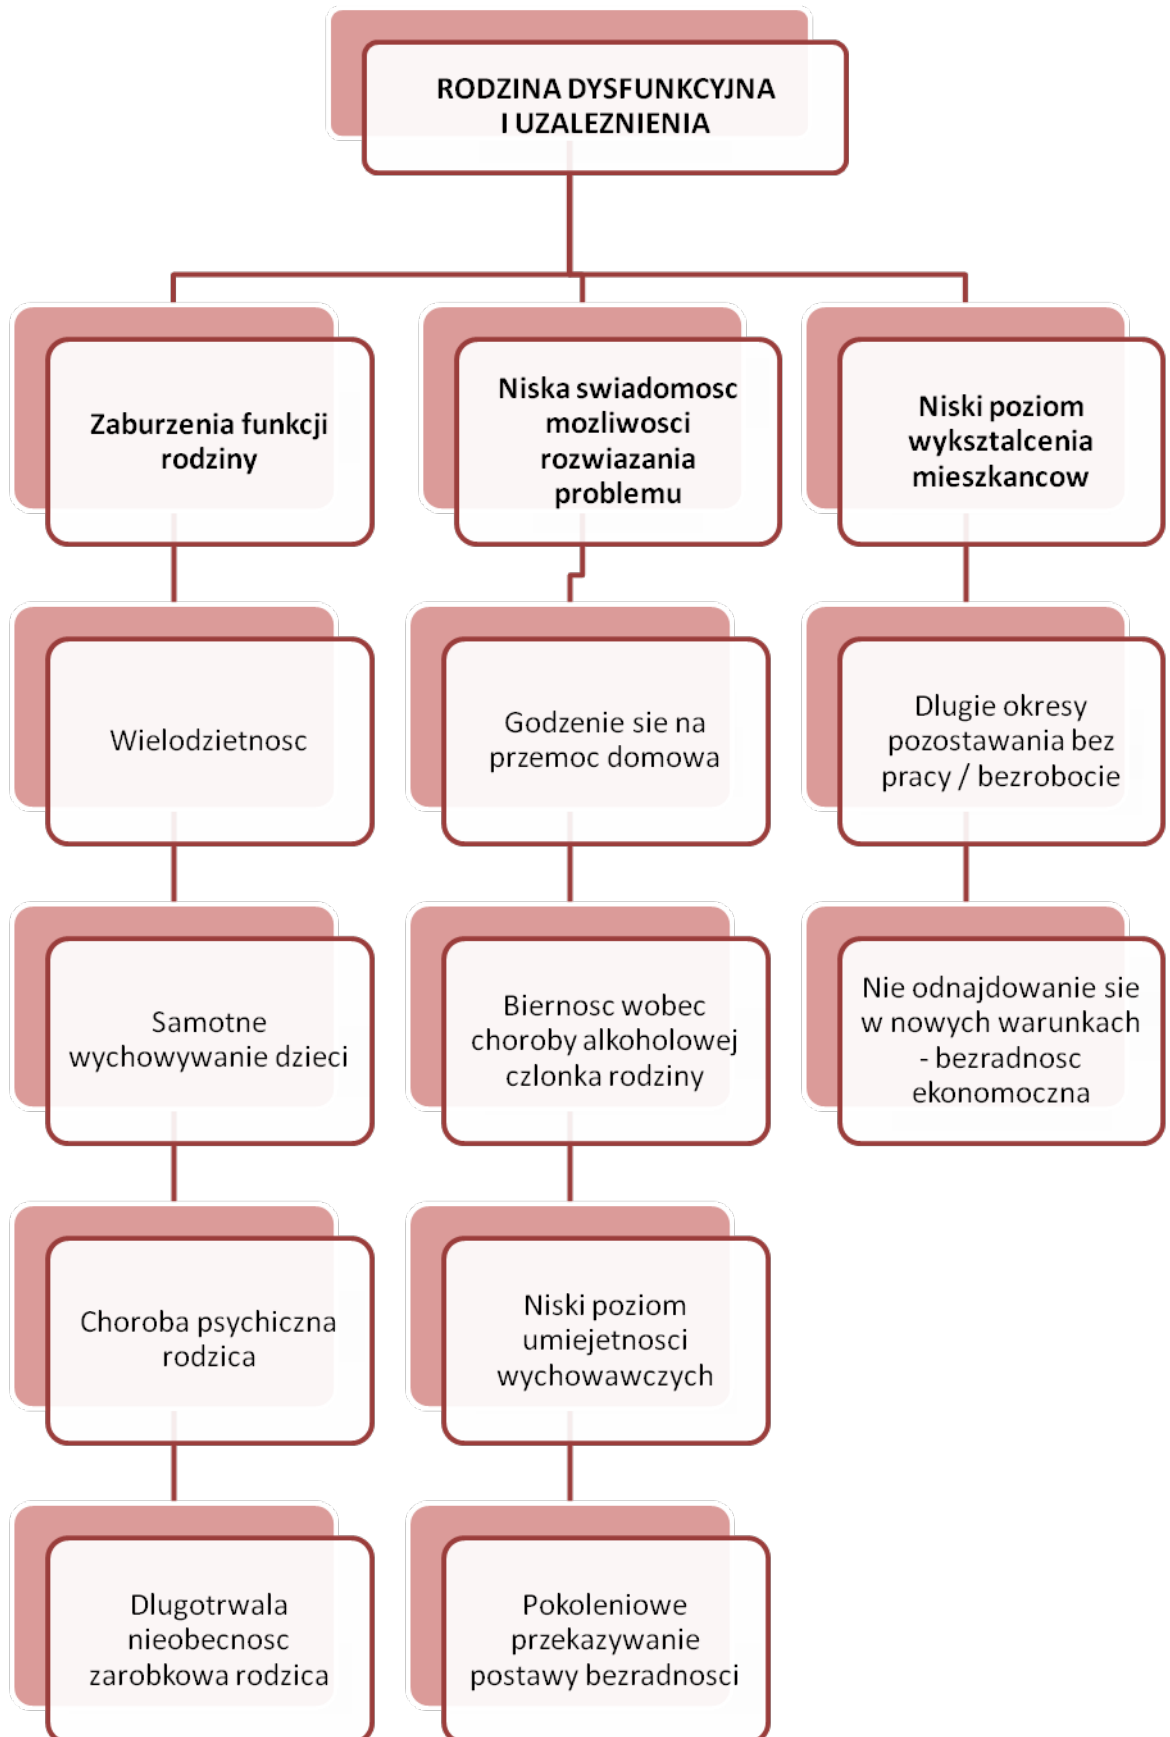 RODZINA DYSFUNKCYJNA
I UZALEZNIENIA
Zaburzenia funkcji
rodziny
Niska swiadomosc
mozliwosci
rozwiazania
problemu
Niski poziom
wyksztalcenia
mieszkancow
Wielodzietnosc
Godzenie sie na
przemoc domowa
Dlugie okresy
pozostawania bez
pracy / bezrobocie
Samotne
wychowywanie dzieci
Biernosc wobec
choroby alkoholowej
czlonka rodziny
Nie odnajdowanie sie
w nowych warunkach
- bezradnosc
ekonomoczna
Choroba psychiczna
rodzica
Niski poziom
umiejetnosci
wychowawczych
Dlugotrwala
nieobecnosc
zarobkowa rodzica
Pokoleniowe
przekazywanie
postawy bezradnosci